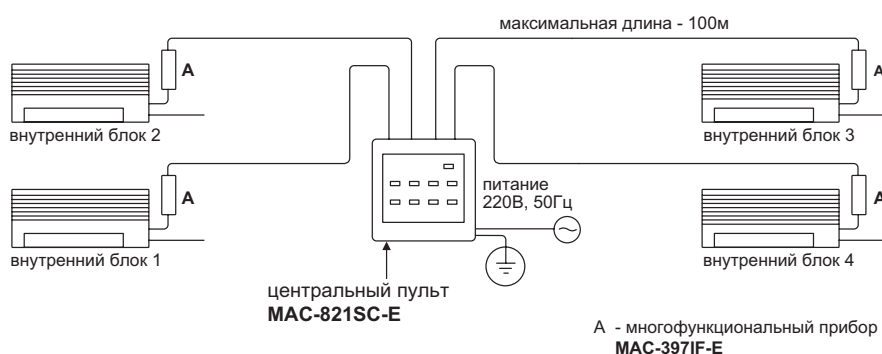 максимальная длина - 100м
A
A
внутренний блок 2
внутренний блок 3
A
питание
220В, 50Гц
A
внутренний блок 1
внутренний блок 4
центральный пульт
MAC-821SC-E
A - многофункциональный прибор
MAC-397IF-E